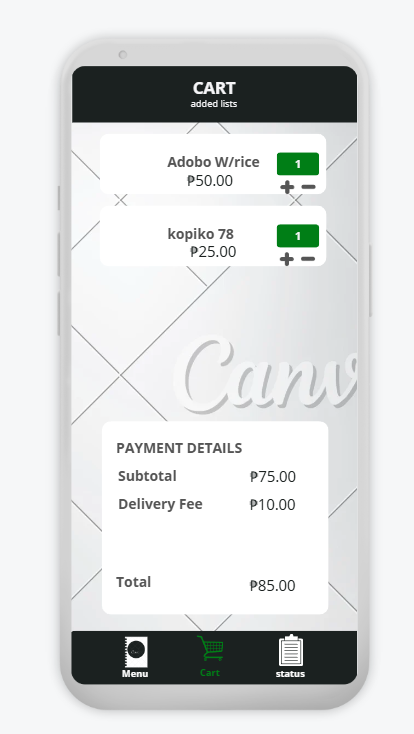 CART
added lists
Adobo W/rice
1
₱50.00
kopiko 78
1
₱25.00
Canv
PAYMENT DETAILS
Subtotal ₱75.00
Delivery Fee ₱10.00
Total ₱85.00
Menu Cart status